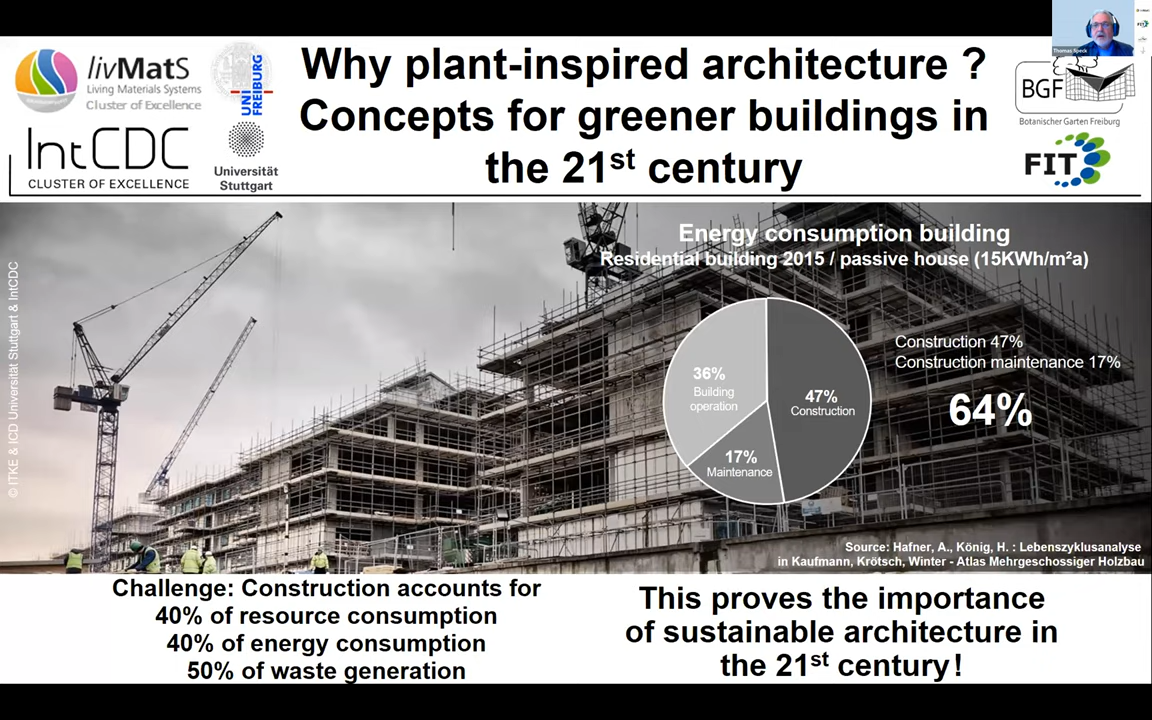 Thomas Speck
livMatS
Living Materials Systems
Cluster of Excellence
IntCDC
CLUSTER OF EXCELLENCE
UNI
FREIBURG
Universität
Stuttgart
Why plant-inspired architecture ?
Concepts for greener buildings in
the 21st century
BGF
Botanischer Garten Freiburg
FIT
© ITKE & ICD Universität Stuttgart & IntCDC
Energy consumption building
Residential building 2015 / passive house (15KWh/m²a)
36%
Building
operation
47%
Construction
17%
Maintenance
Construction 47%
Construction maintenance 17%
64%
Source: Hafner, A., König, H. : Lebenszyklusanalyse
in Kaufmann, Krötsch, Winter - Atlas Mehrgeschossiger Holzbau
Challenge: Construction accounts for
40% of resource consumption
40% of energy consumption
50% of waste generation
This proves the importance
of sustainable architecture in
the 21st century!